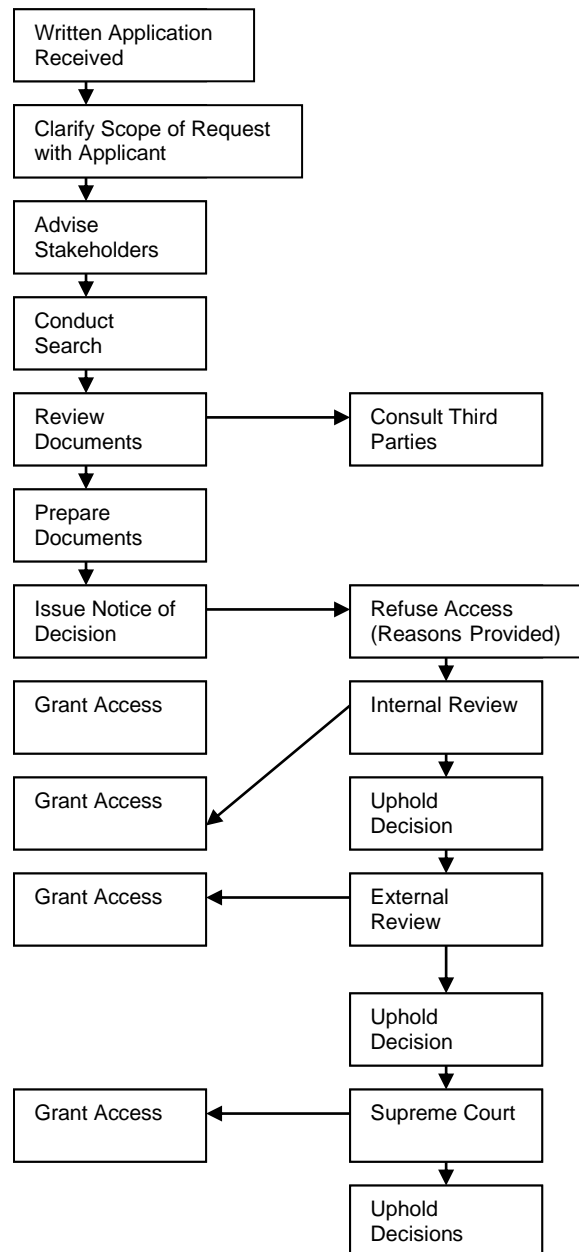 Written Application
Received
Clarify Scope of Request
with Applicant
Advise
Stakeholders
Conduct
Search
Review
Documents
Consult Third
Parties
Prepare
Documents
Issue Notice of
Decision
Refuse Access
(Reasons Provided)
Grant Access
Internal Review
Grant Access
Uphold
Decision
Grant Access
External
Review
Uphold
Decision
Grant Access
Supreme Court
Uphold
Decisions